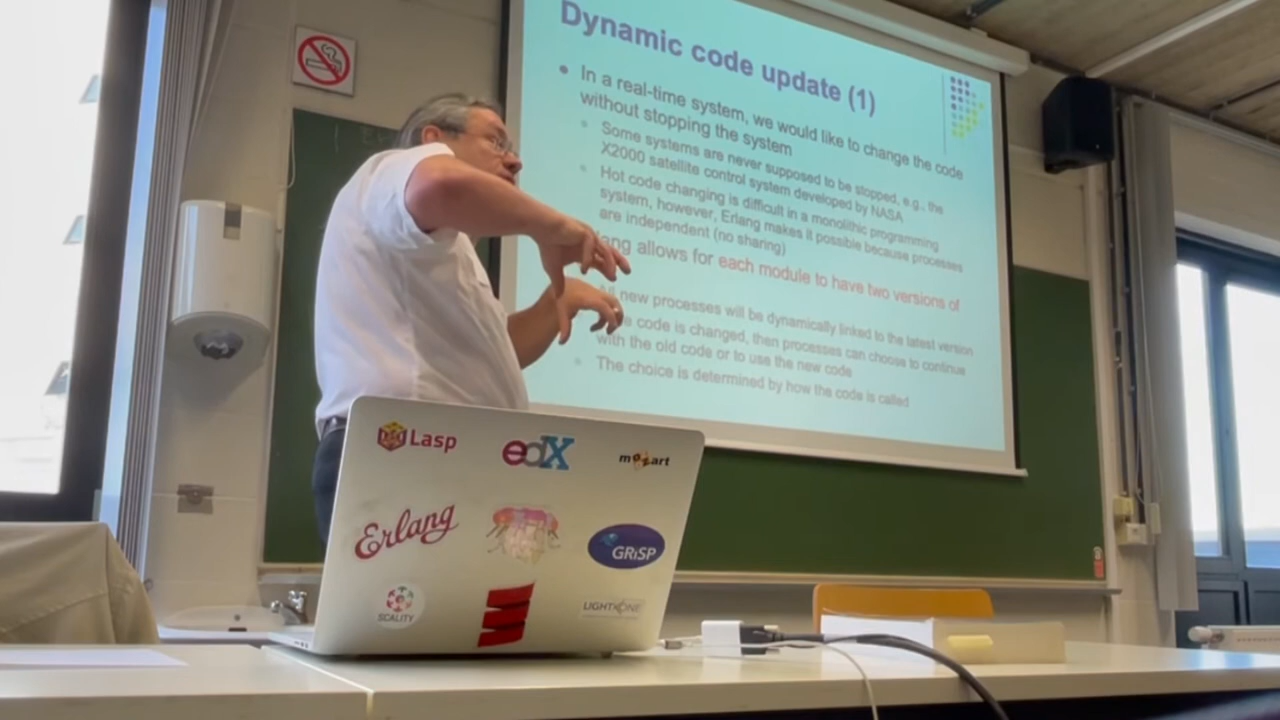 Dynamic code update (1)
In a real-time system, we would like to change the code
without stopping the system
Some systems are never supposed to be stopped, e.g., the
X2000 satellite control system developed by NASA
Hot code changing is difficult in a monolithic programming
system, however, Erlang makes it possible because processes
are independent (no sharing)
lang allows for each module to have two versions of
new processes will be dynamically linked to the latest version
code is changed, then processes can choose to continue
with the old code or to use the new code
The choice is determined by how the code is called
Lasp
edX
mozart
Erlang
GRiSP
SCALITY
LIGHTKONE